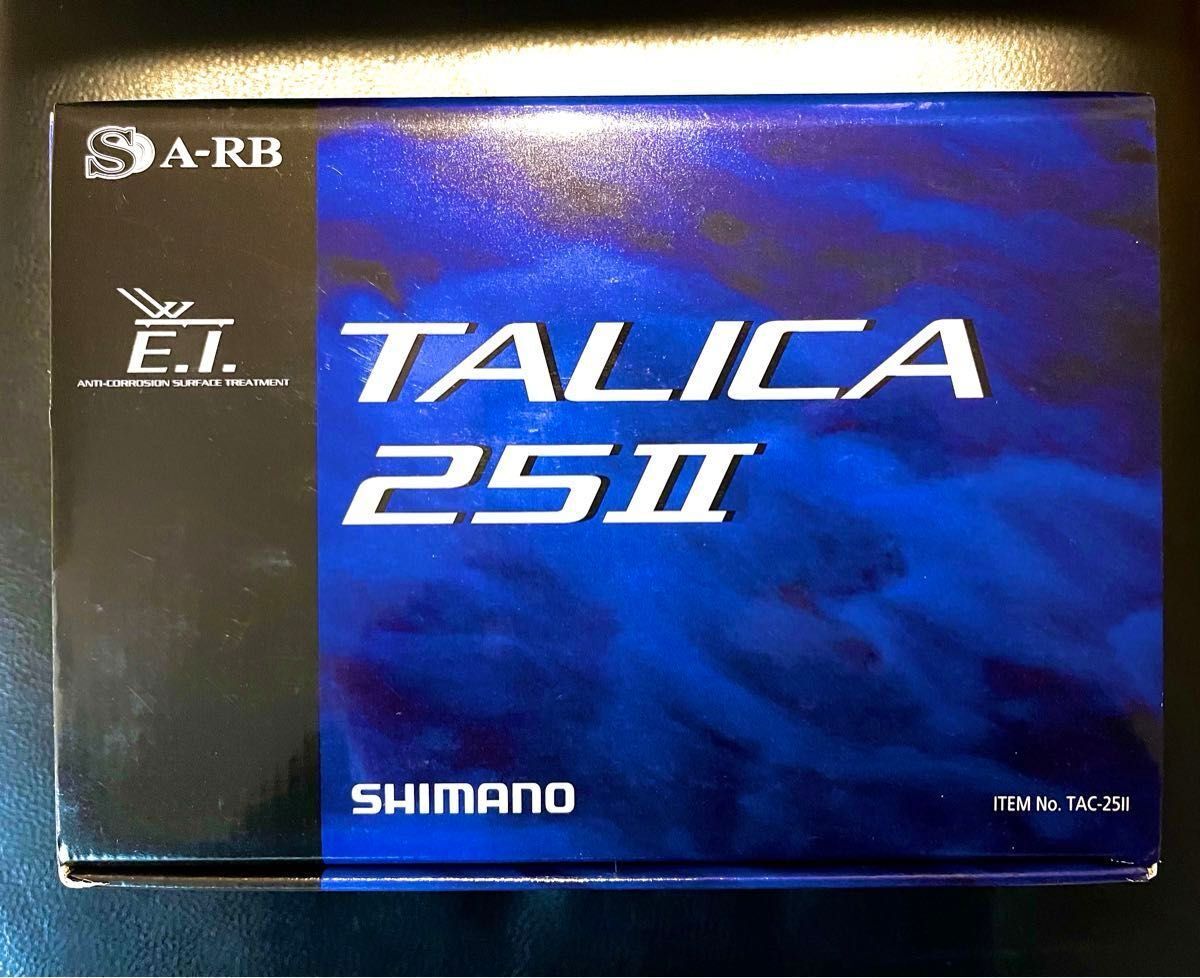 S A-RB
E.I.
ANTI-CORROSION SURFACE TREATMENT
TALICA
25II
SHIMANO
ITEM No. TAC-25II